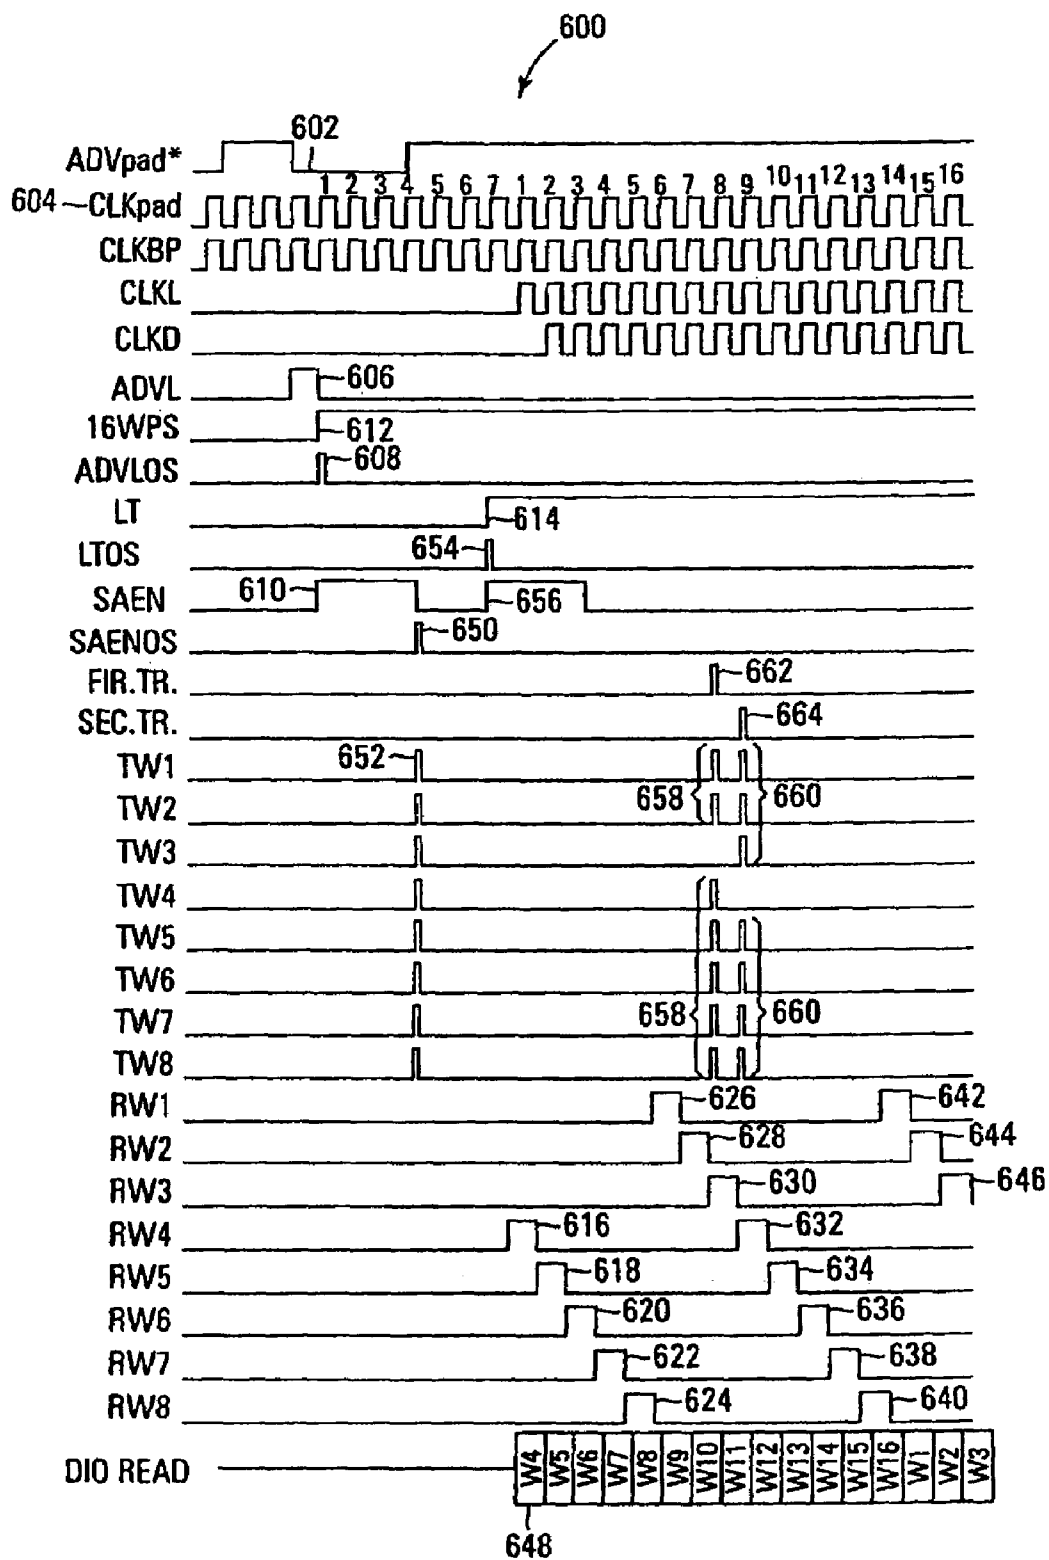 600
602
ADVpad*
1 2 3 4 5 6 7 1 2 3 4 5 6 7 8 9 10 11 12 13 14 15 16
604 CLKpad
CLKBP
CLKL
CLKD
ADVL 606
16WPS 612
ADVLOS 608
LT 614
LTOS 654
SAEN 610 656
SAENOS 650
FIR.TR. 662
SEC.TR. 664
TW1 652
TW2 658 660
TW3
TW4
TW5
TW6
TW7 658 660
TW8
RW1 626 642
RW2 628 644
RW3 630 646
RW4 616 632
RW5 618 634
RW6 620 636
RW7 622 638
RW8 624 640
DIO READ W4 W5 W6 W7 W8 W9 W10 W11 W12 W13 W14 W15 W16 W1 W2 W3
648